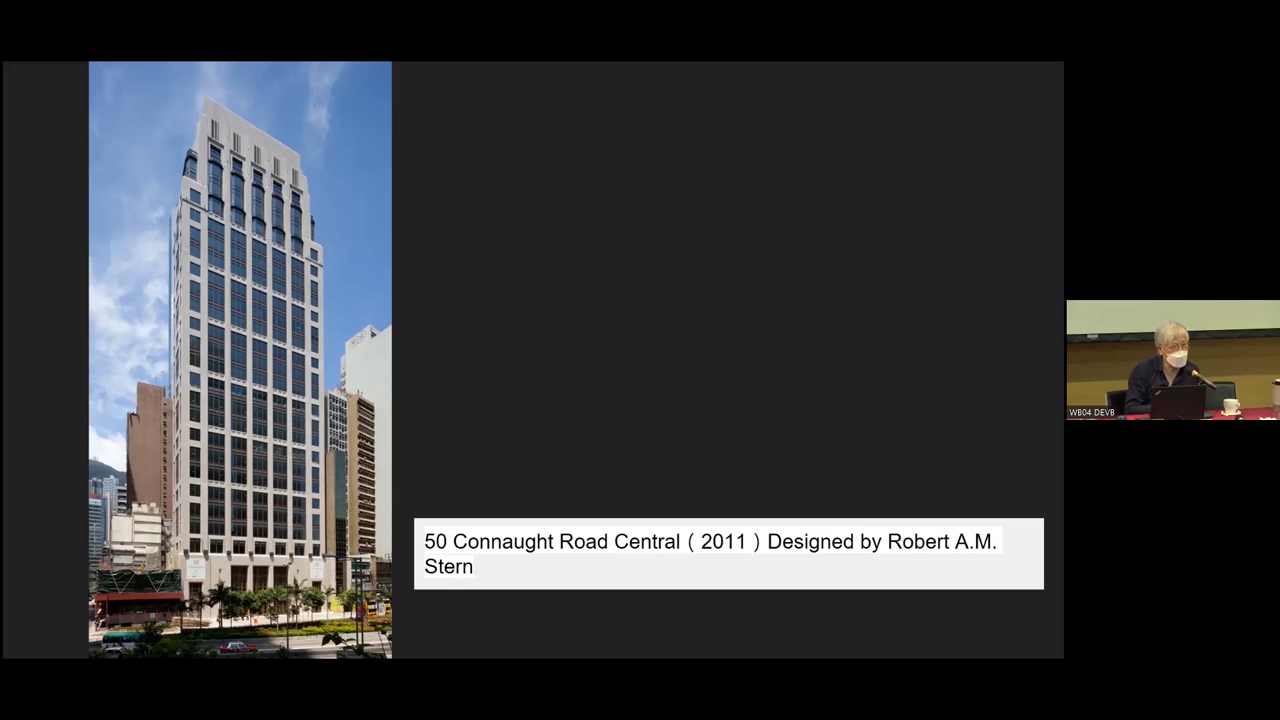 50 Connaught Road Central ( 2011 ) Designed by Robert A.M.
Stern
WB04 DEVB